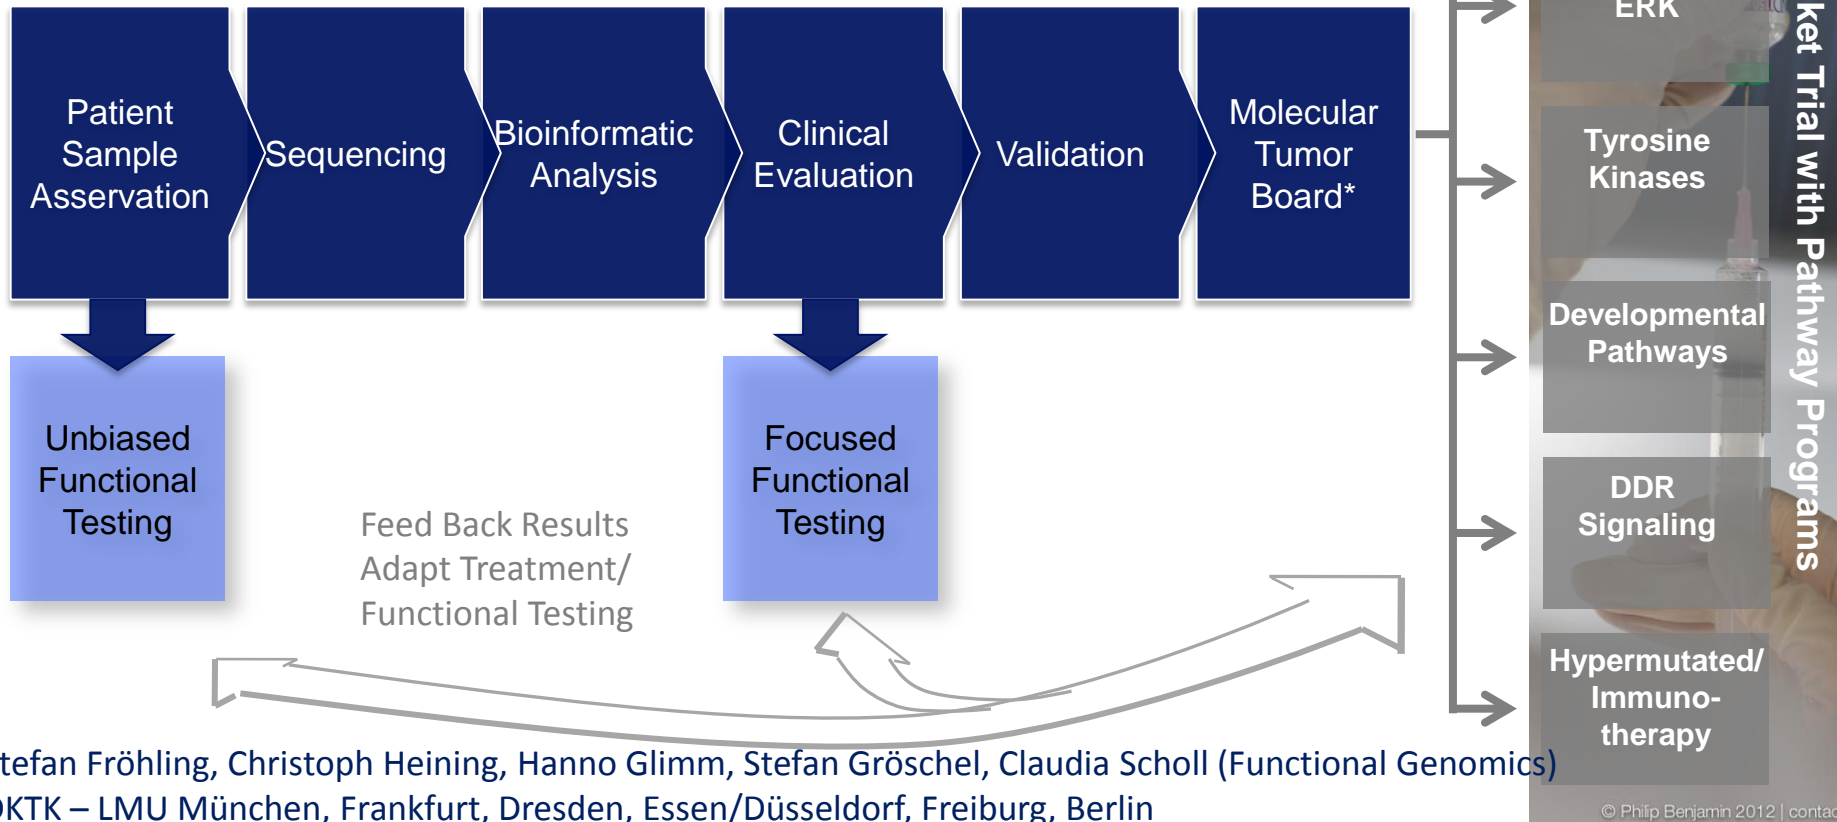 Patient
Sample
Asservation
Sequencing
Bioinformatic
Analysis
Clinical
Evaluation
Validation
Molecular
Tumor
Board*
ERK
Tyrosine
Kinases
Developmental
Pathways
DDR
Signaling
Hypermutated/
Immuno-
therapy
ket Trial with Pathway Programs
Unbiased
Functional
Testing
Focused
Functional
Testing
Feed Back Results
Adapt Treatment/
Functional Testing
tefan Fröhling, Christoph Heining, Hanno Glimm, Stefan Gröschel, Claudia Scholl (Functional Genomics)
DKTK – LMU München, Frankfurt, Dresden, Essen/Düsseldorf, Freiburg, Berlin
© Philip Benjamin 2012 | contac